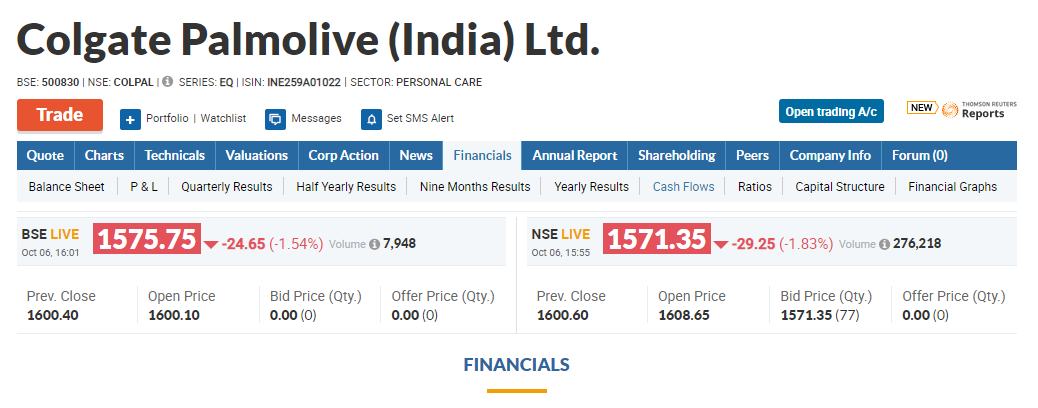 Colgate Palmolive (India) Ltd.
BSE: 500830 | NSE: COLPAL | SERIES: EQ | ISIN: INE259A01022 | SECTOR: PERSONAL CARE
Trade
Portfolio | Watchlist
Messages
Set SMS Alert
Open trading A/c
NEW
THOMSON REUTERS
Reports
Quote Charts Technicals Valuations Corp Action News Financials Annual Report Shareholding Peers Company Info Forum (0)
Balance Sheet P & L Quarterly Results Half Yearly Results Nine Months Results Yearly Results Cash Flows Ratios Capital Structure Financial Graphs
BSE LIVE
Oct 06, 16:01
1575.75 -24.65 (-1.54%) Volume 7,948
Prev. Close Open Price Bid Price (Qty.) Offer Price (Qty.)
1600.40 1600.10 0.00 (0) 0.00 (0)
NSE LIVE
Oct 06, 15:55
1571.35 -29.25 (-1.83%) Volume 276,218
Prev. Close Open Price Bid Price (Qty.) Offer Price (Qty.)
1600.60 1608.65 1571.35 (77) 0.00 (0)
FINANCIALS